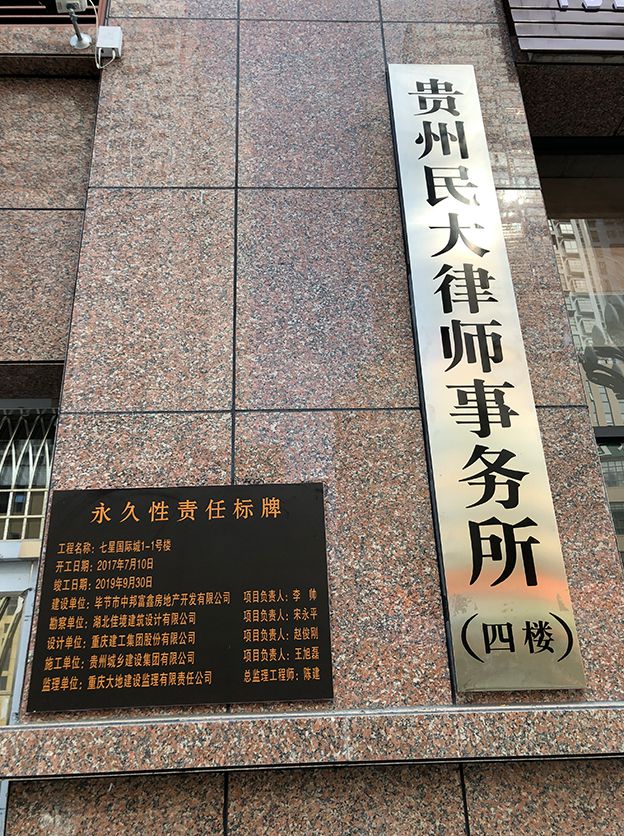 贵州民大律师事务所
(四楼)
永久性责任标牌
工程名称：七星国际城1-1号楼
开工日期：2017年7月10日
竣工日期：2019年9月30日
建设单位：毕节市中邦富鑫房地产开发有限公司 项目负责人：李 帅
勘察单位：湖北佳境建筑设计有限公司 项目负责人：宋永平
设计单位：重庆建工集团股份有限公司 项目负责人：赵俊刚
施工单位：贵州城乡建设集团有限公司 项目负责人：王旭磊
监理单位：重庆大地建设监理有限责任公司 总监理工程师：陈建